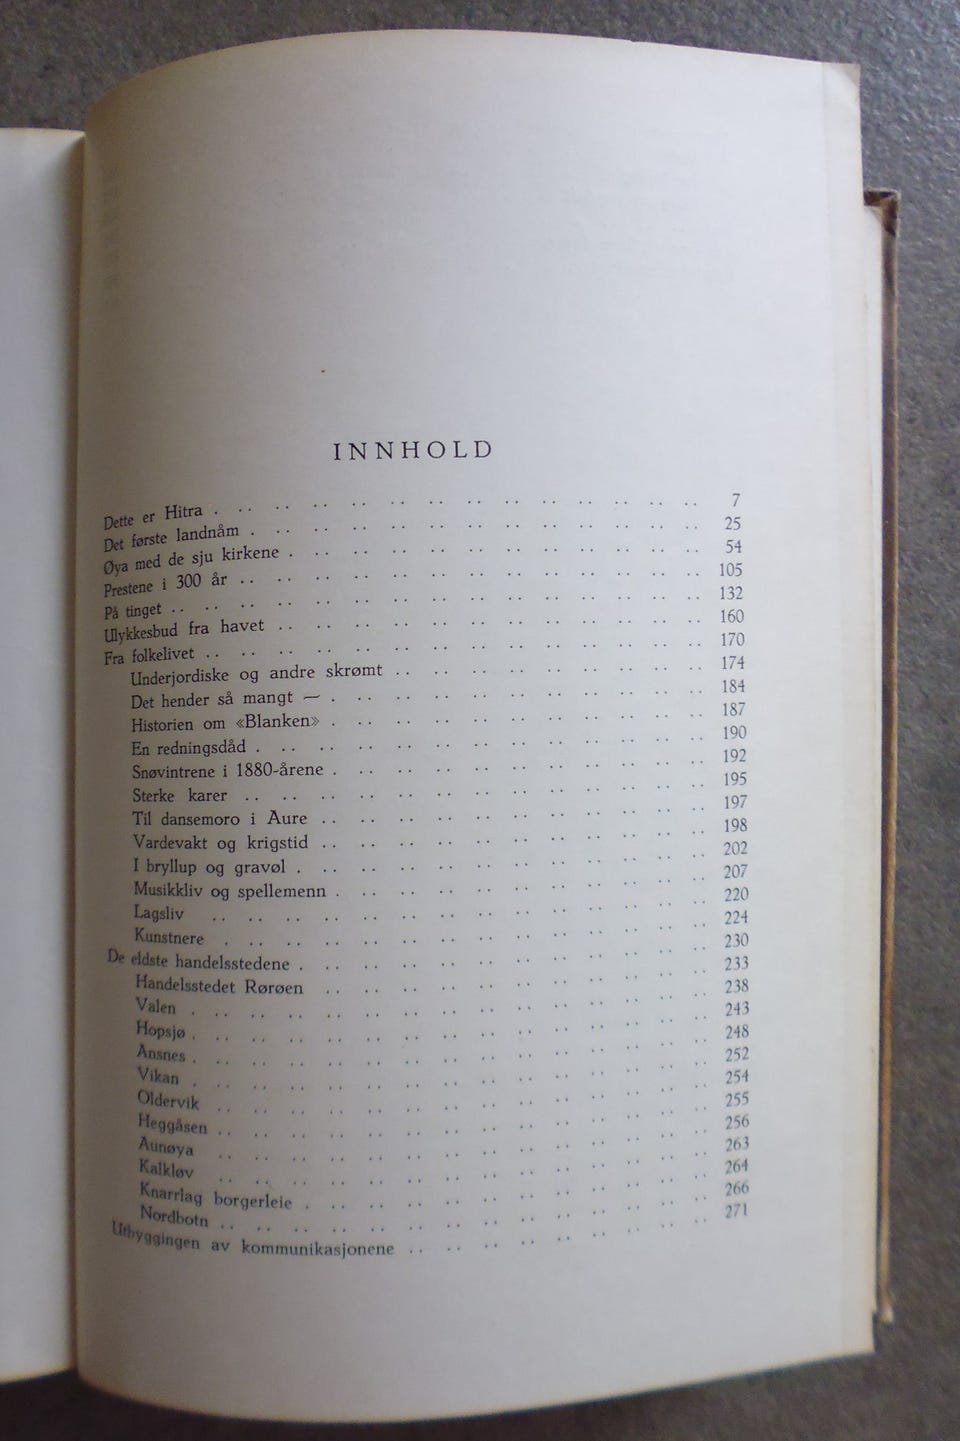 INNHOLD
Dette er Hitra . . . . . . . . . . . . . . 7
Det første landnåm . . . . . . . . . . . . . . 25
Øya med de sju kirkene . . . . . . . . . . . . . . 54
Prestene i 300 år . . . . . . . . . . . . . . 105
På tinget . . . . . . . . . . . . . . 132
Ulykkesbud fra havet . . . . . . . . . . . . . . 160
Fra folkelivet . . . . . . . . . . . . . . 170
Underjordiske og andre skrømt . . . . . . . . . . . . . . 174
Det hender så mangt — . . . . . . . . . . . . . . 184
Historien om «Blanken» . . . . . . . . . . . . . . 187
En redningsdåd . . . . . . . . . . . . . . 190
Snøvintrene i 1880-årene . . . . . . . . . . . . . . 192
Sterke karer . . . . . . . . . . . . . . 195
Til dansemoro i Aure . . . . . . . . . . . . . . 197
Vardevakt og krigstid . . . . . . . . . . . . . . 198
I bryllup og gravøl . . . . . . . . . . . . . . 202
Musikkliv og spellemenn . . . . . . . . . . . . . . 207
Lagsliv . . . . . . . . . . . . . . 220
Kunstnere . . . . . . . . . . . . . . 224
De eldste handelsstedene . . . . . . . . . . . . . . 230
Handelsstedet Rørøen . . . . . . . . . . . . . . 233
Valen . . . . . . . . . . . . . . 238
Hopsjø . . . . . . . . . . . . . . 243
Ansnes . . . . . . . . . . . . . . 248
Vikan . . . . . . . . . . . . . . 252
Oldervik . . . . . . . . . . . . . . 254
Heggåsen . . . . . . . . . . . . . . 255
Aunøya . . . . . . . . . . . . . . 256
Kalkløv . . . . . . . . . . . . . . 263
Knarrlag borgerleie . . . . . . . . . . . . . . 264
Nordbotn . . . . . . . . . . . . . . 266
Utbyggingen av kommunikasjonene . . . . . . . . . . . . . . 271